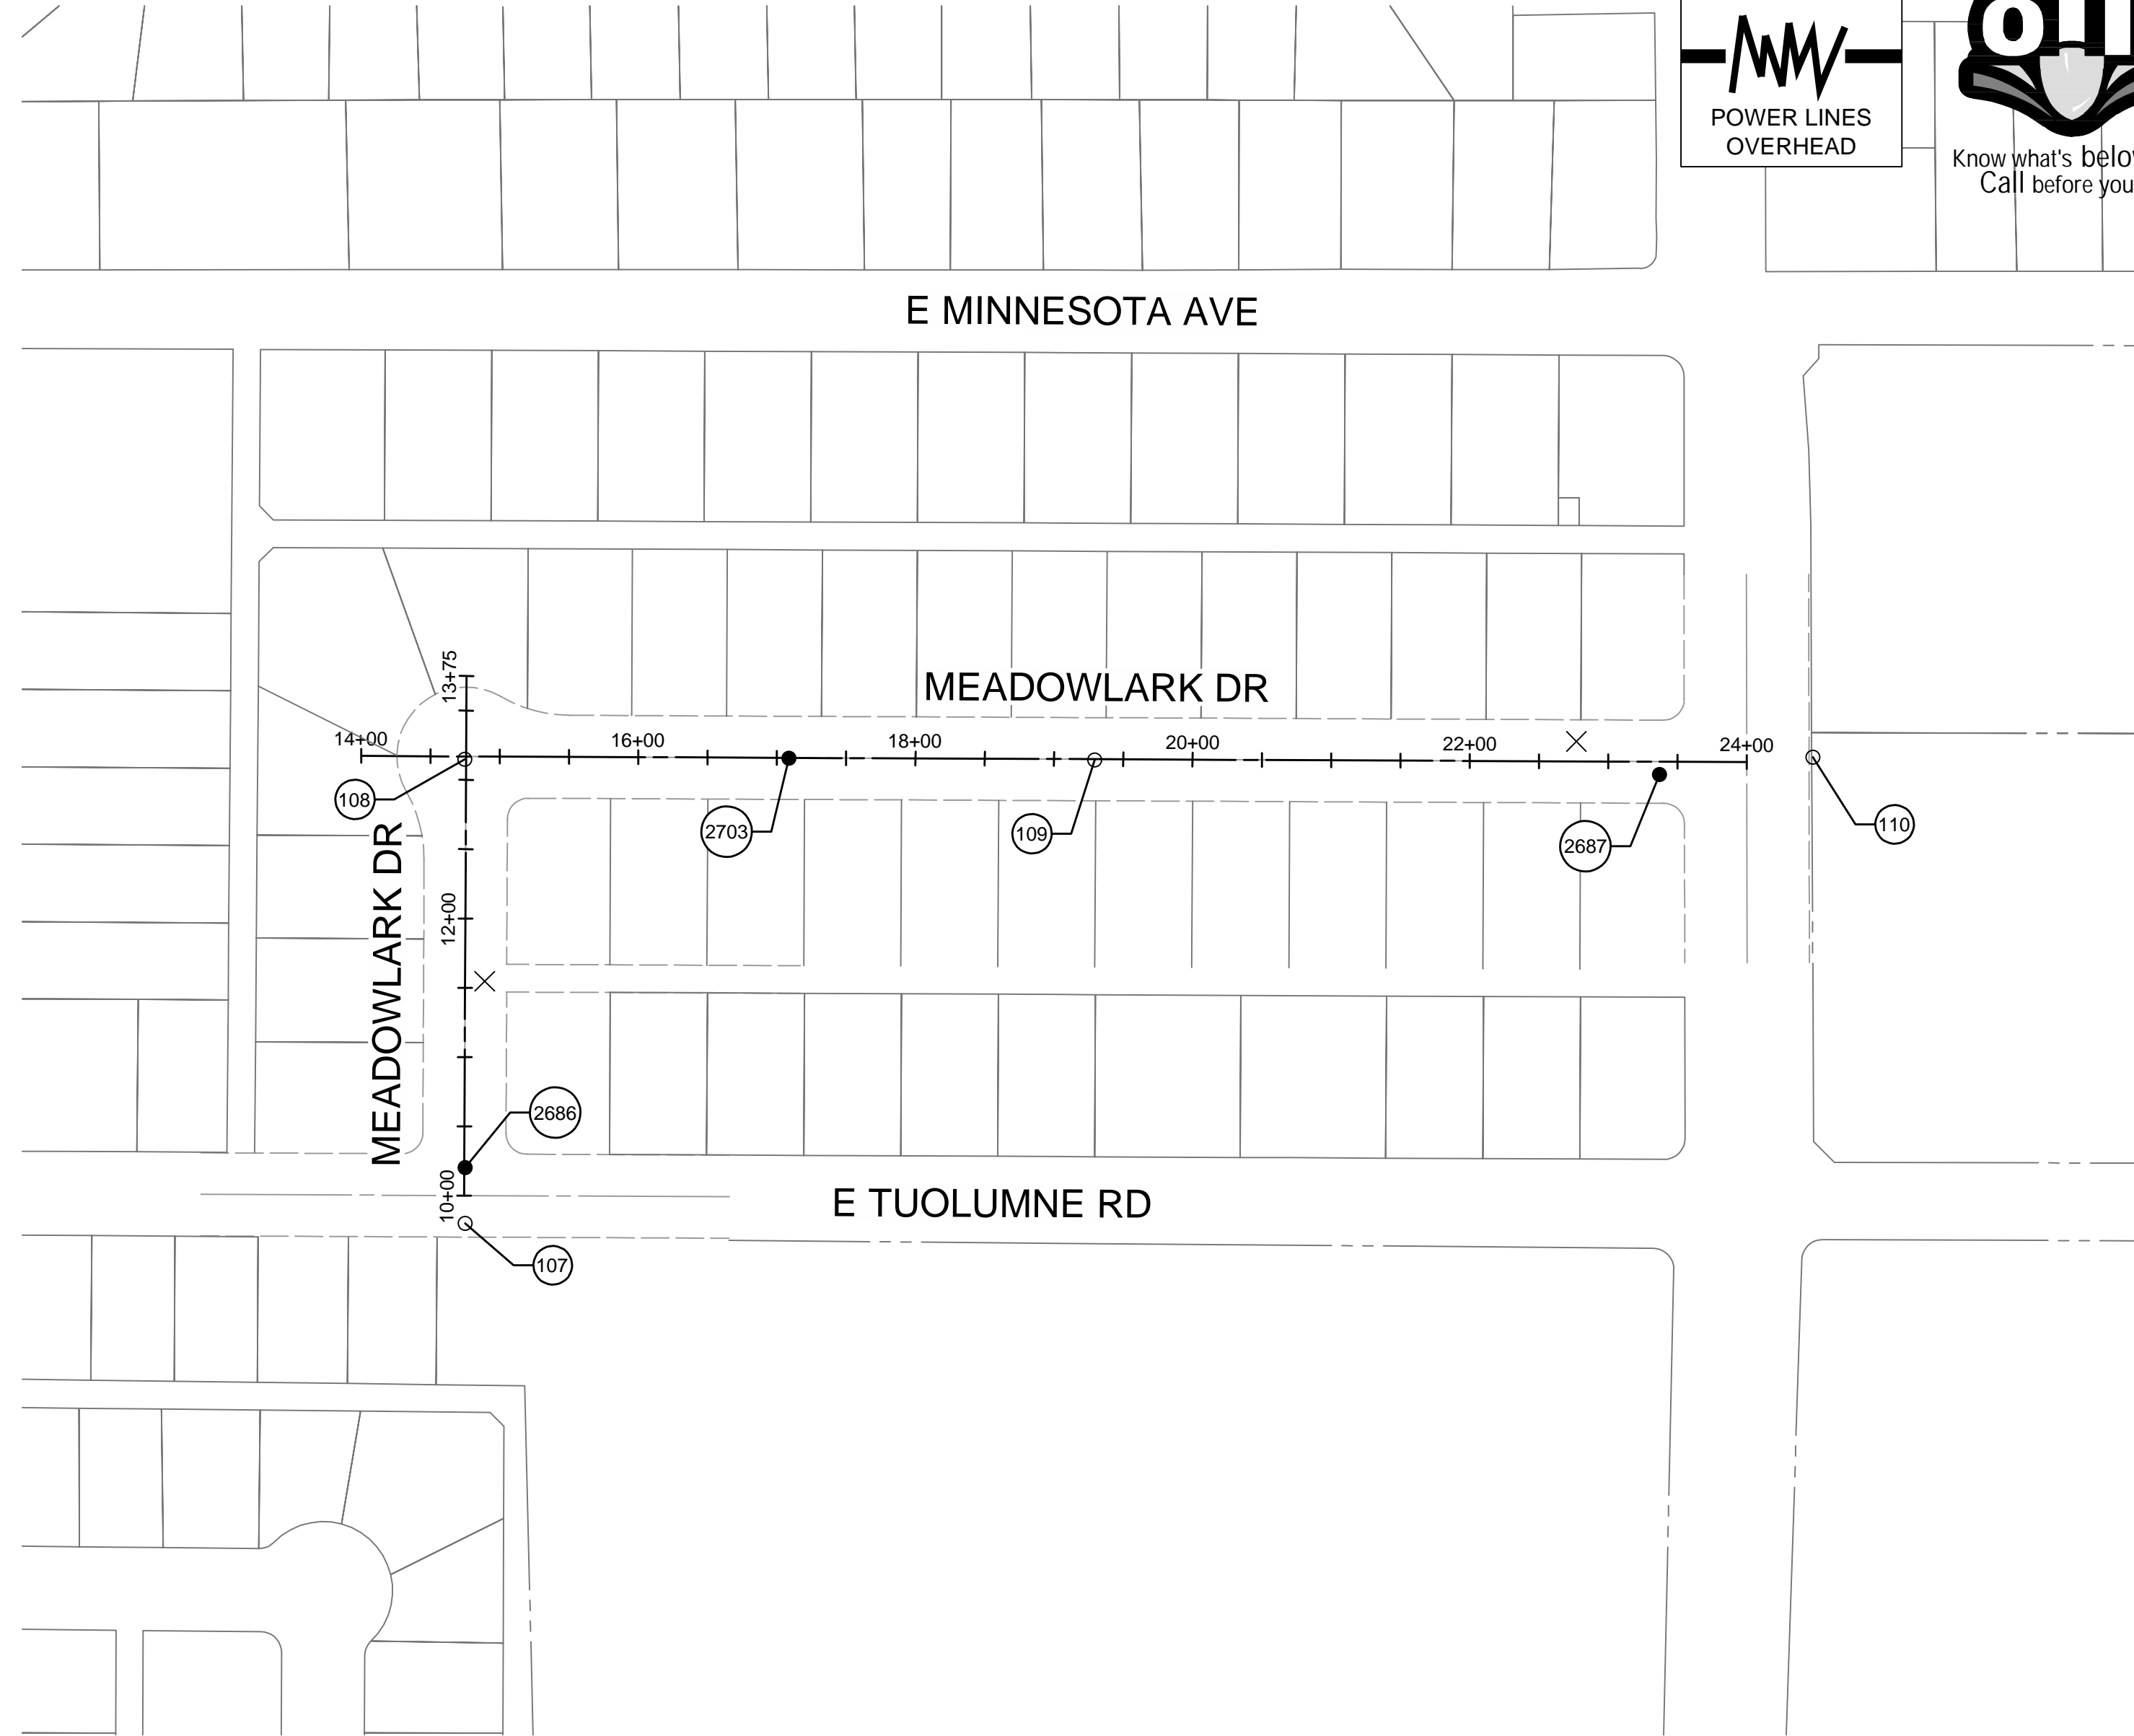 POWER LINES
OVERHEAD
Know what's
Call before you
E MINNESOTA AVE
13+75
MEADOWLARK DR
14+00
16+00
18+00
20+00
22+00
24+00
108
2703
109
2687
110
MEADOWLARK DR
12+00
2686
10+00
E TUOLUMNE RD
107